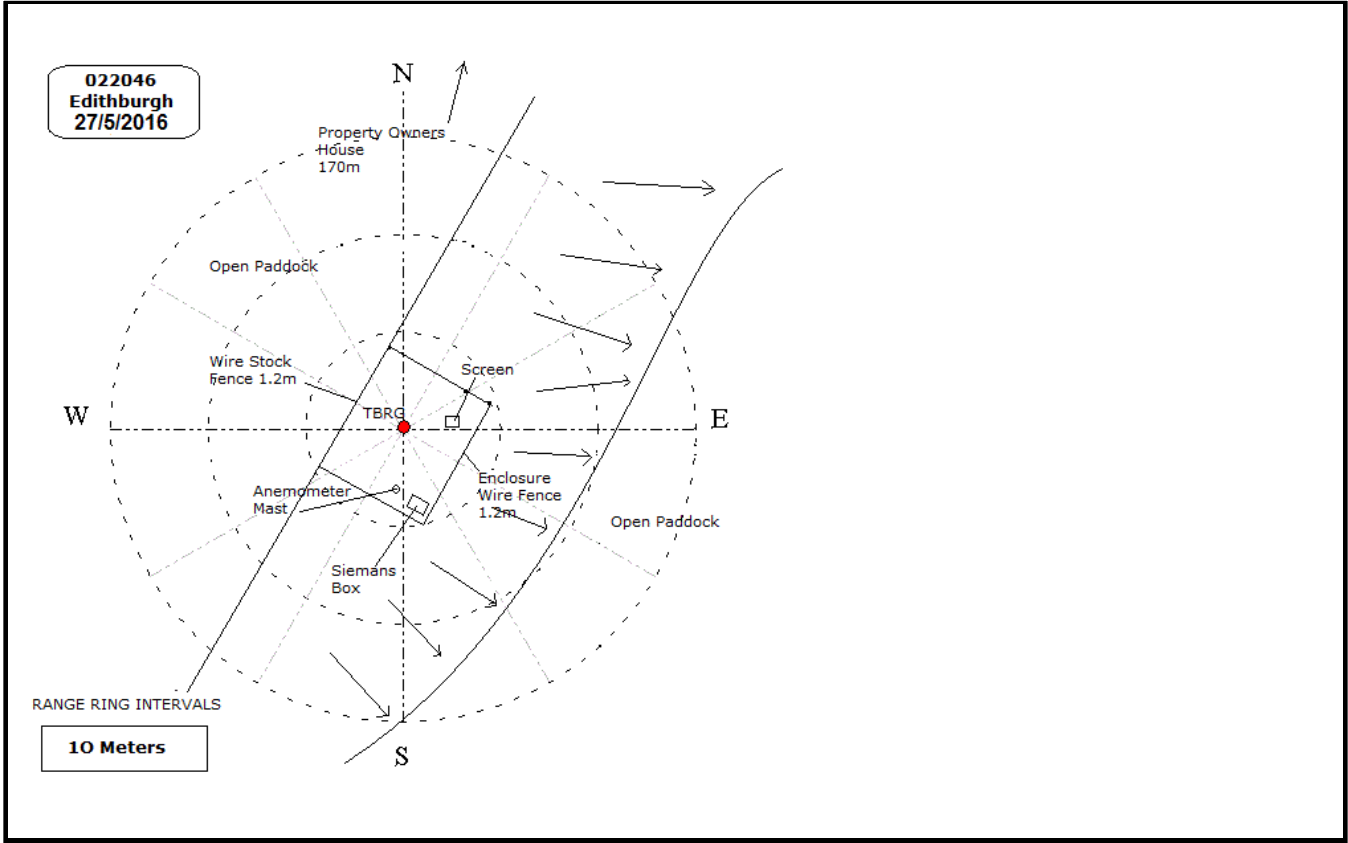 022046
Edithburgh
27/5/2016
N
Property Owners
House
170m
Open Paddock
Wire Stock
Fence 1.2m
Screen
W
TBRG
E
Anemometer
Mast
Enclosure
Wire Fence
1.2m
Open Paddock
Siemans
Box
RANGE RING INTERVALS
1O Meters
S